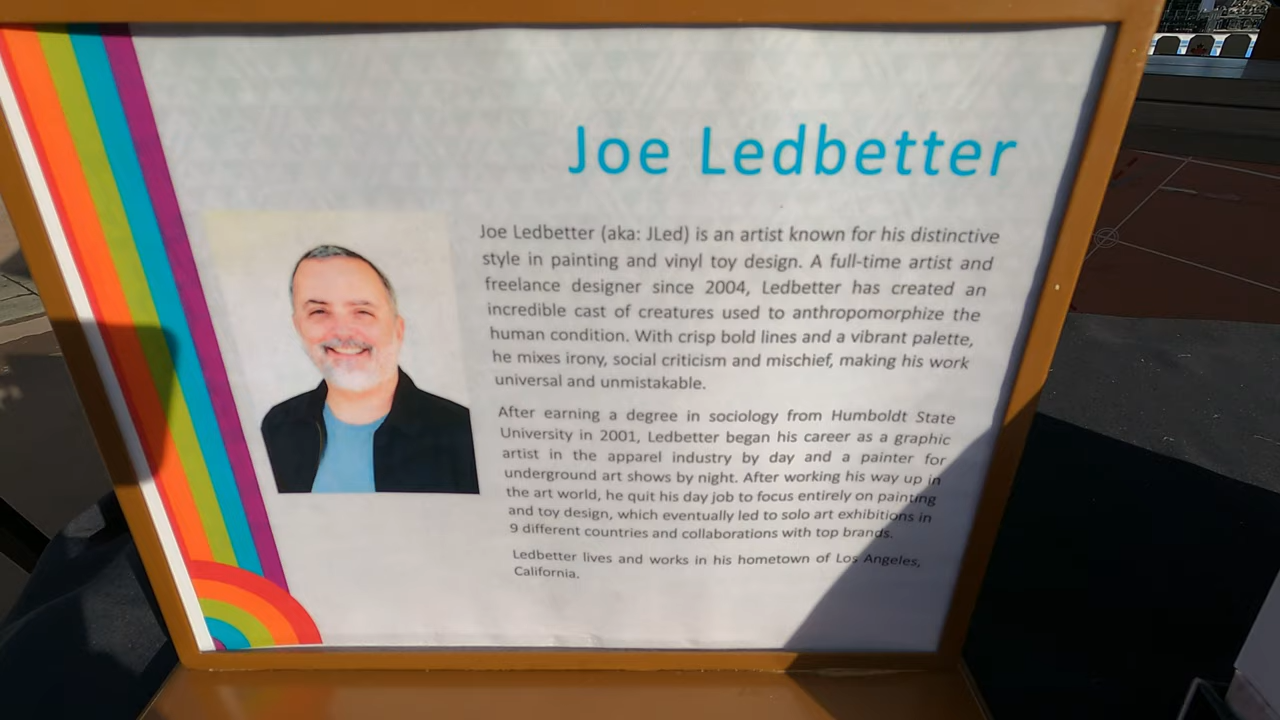 Joe Ledbetter
Joe Ledbetter (aka: JLed) is an artist known for his distinctive
style in painting and vinyl toy design. A full-time artist and
freelance designer since 2004, Ledbetter has created an
incredible cast of creatures used to anthropomorphize the
human condition. With crisp bold lines and a vibrant palette,
he mixes irony, social criticism and mischief, making his work
universal and unmistakable.
After earning a degree in sociology from Humboldt State
University in 2001, Ledbetter began his career as a graphic
artist in the apparel industry by day and a painter for
underground art shows by night. After working his way up in
the art world, he quit his day job to focus entirely on painting
and toy design, which eventually led to solo art exhibitions in
9 different countries and collaborations with top brands.
Ledbetter lives and works in his hometown of Los Angeles,
California.